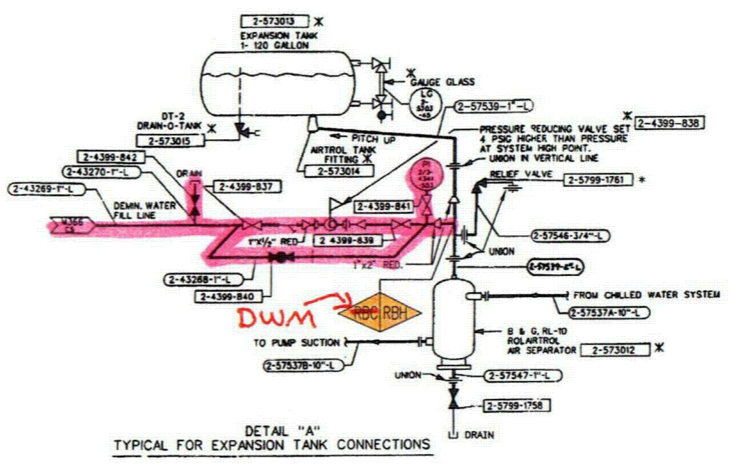 2-573013 *
EXPANSION TANK
1- 120 GALLON
*
GAUGE GLASS
LG
2-57539-1"-L
DT-2
DRAIN-O-TANK *
2-573015
PITCH UP
AIRTROL TANK
FITTING *
2-573014
* 2-4399-838
PRESSURE REDUCING VALVE SET
4 PSIG HIGHER THAN PRESSURE
AT SYSTEM HIGH POINT.
UNION IN VERTICAL LINE
RELIEF VALVE
2-5799-1761 *
2-4399-842
2-43270-1"-L
2-43269-1"-L
DRAIN
2-4399-837
DEMN. WATER
FILL LINE
PI
2-4399-841
1"X1/2" RED
2 4399-839
2-57546-3/4"-L
UNION
1"x2" RED.
2-43268-1"-L
2-4399-840
DWM
RBC RBH
FROM CHILLED WATER SYSTEM
2-57537A-10"-L
TO PUMP SUCTION
2-57537B-10"-L
B & G, RL-10
ROLAIRTROL
AIR SEPARATOR 2-573012 *
UNION
2-57547-1"-L
2-5799-1758
DRAIN
DETAIL "A"
TYPICAL FOR EXPANSION TANK CONNECTIONS